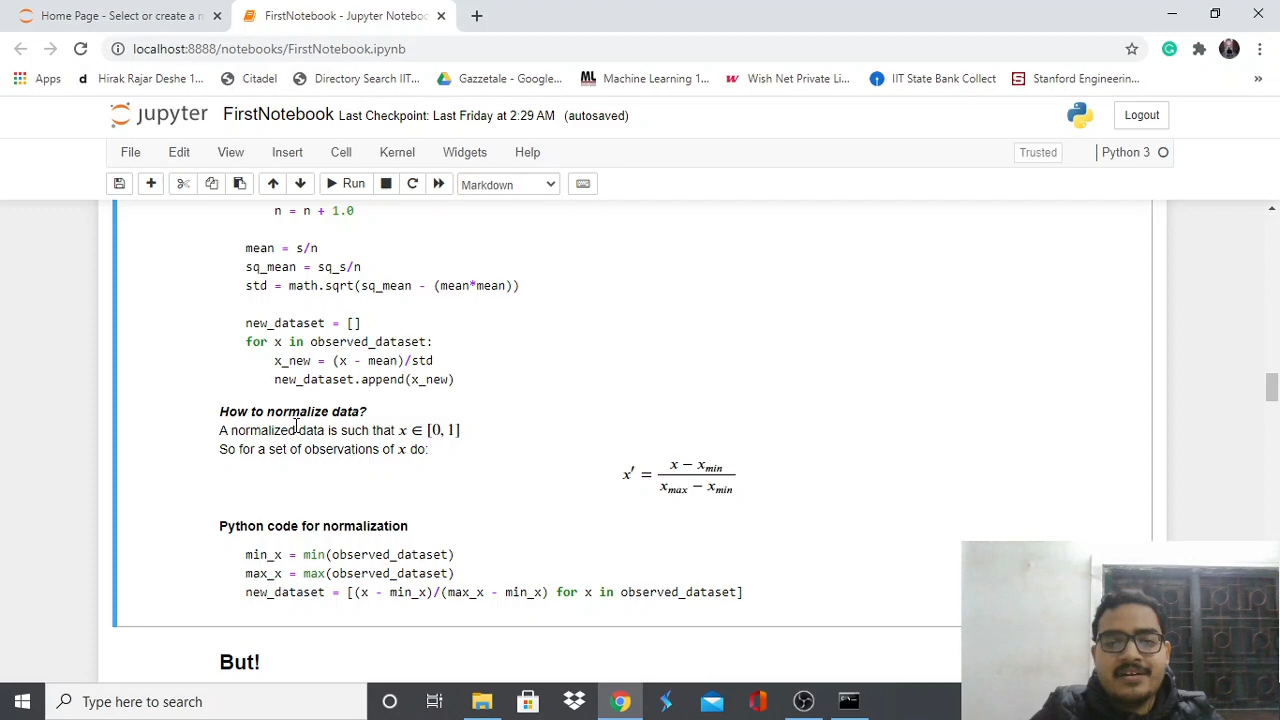 Home Page - Select or create a n
FirstNotebook - Jupyter Noteboo
localhost:8888/notebooks/FirstNotebook.ipynb
Apps
Hirak Rajar Deshe 1...
Citadel
Directory Search IIT...
Gazzetale - Google...
ML
Machine Learning 1...
Wish Net Private Li...
IIT State Bank Collect
Stanford Engineerin...
»
jupyter FirstNotebook Last Checkpoint: Last Friday at 2:29 AM (autosaved)
Logout
File Edit View Insert Cell Kernel Widgets Help
Trusted
Python 3
Run
Markdown
n = n + 1.0
mean = s/n
sq_mean = sq_s/n
std = math.sqrt(sq_mean - (mean*mean))
new_dataset = []
for x in observed_dataset:
x_new = (x - mean)/std
new_dataset.append(x_new)
How to normalize data?
A normalized data is such that x ∈ [0, 1]
So for a set of observations of x do:
x′ = (x − x_min)/(x_max − x_min)
Python code for normalization
min_x = min(observed_dataset)
max_x = max(observed_dataset)
new_dataset = [(x - min_x)/(max_x - min_x) for x in observed_dataset]
But!
Type here to search